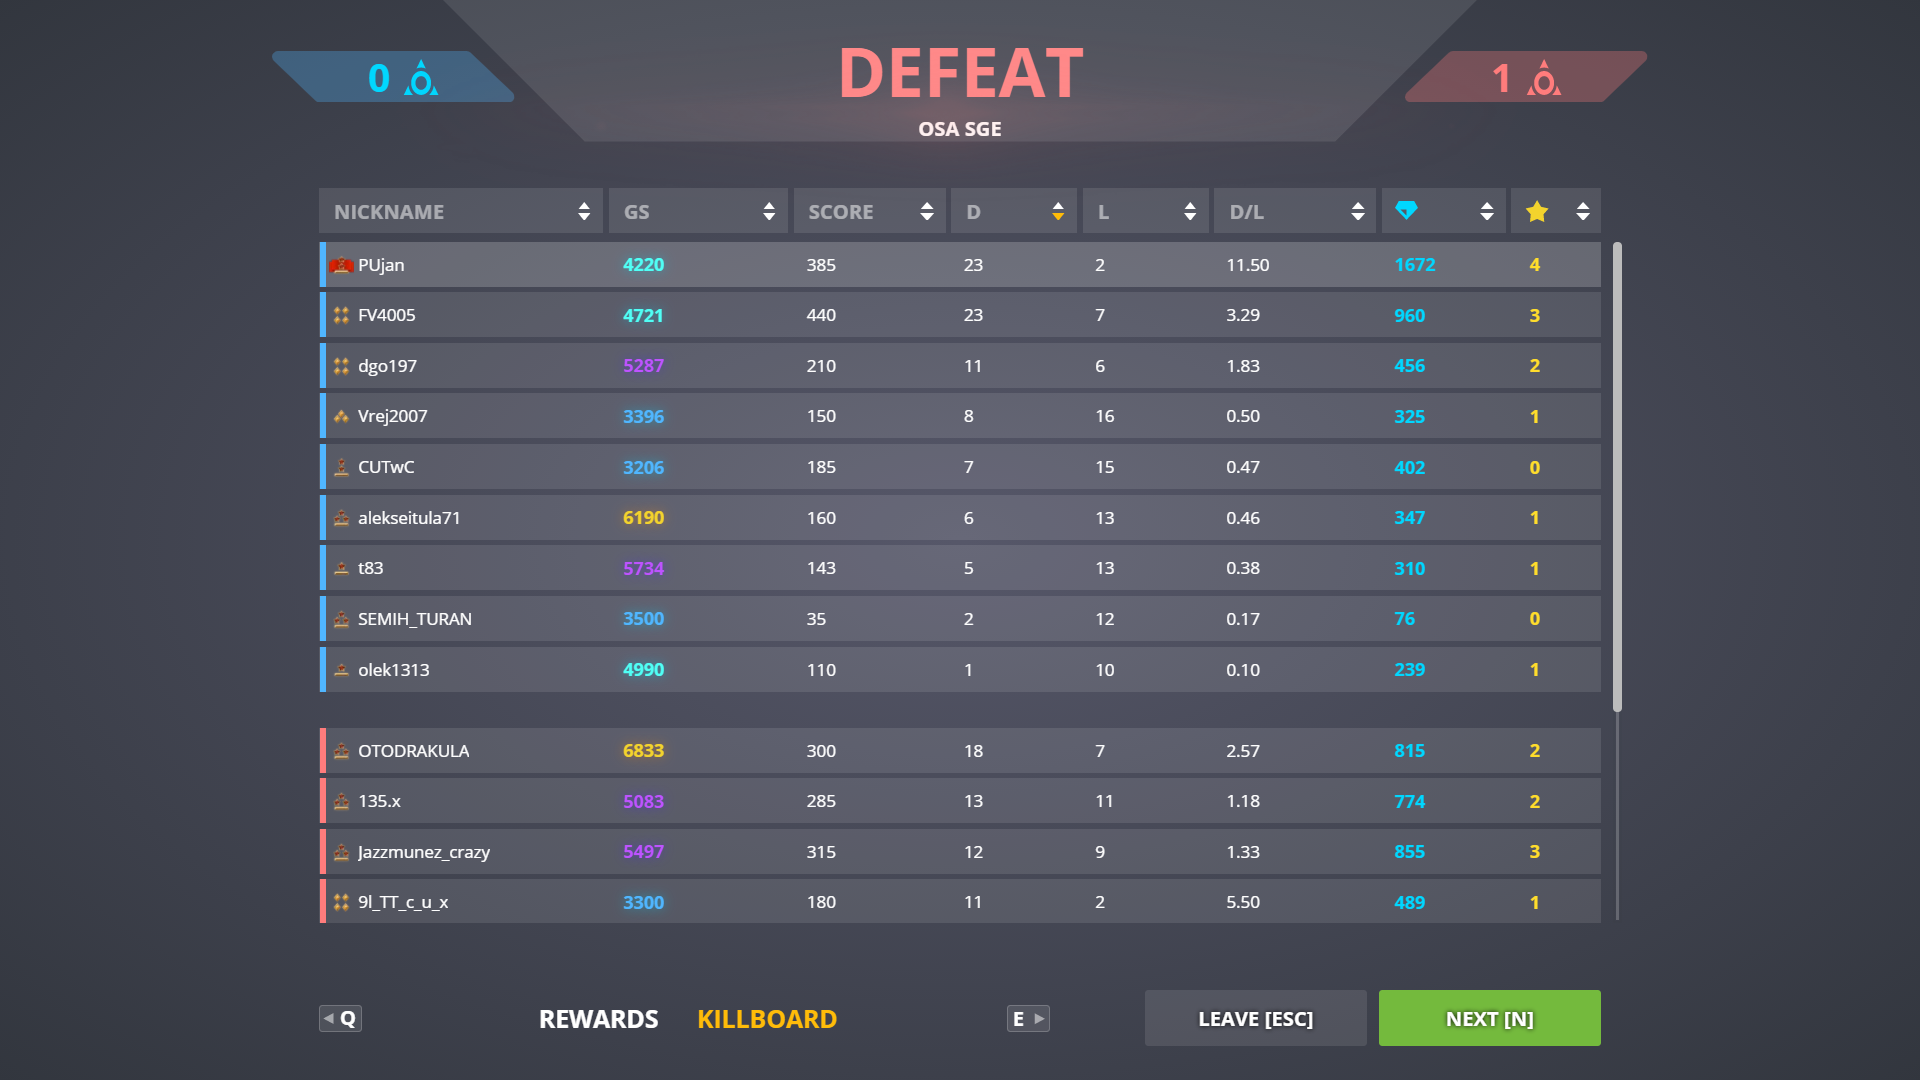 0
DEFEAT
OSA SGE
1
NICKNAME GS SCORE D L D/L
PUjan 4220 385 23 2 11.50 1672 4
FV4005 4721 440 23 7 3.29 960 3
dgo197 5287 210 11 6 1.83 456 2
Vrej2007 3396 150 8 16 0.50 325 1
CUTwC 3206 185 7 15 0.47 402 0
alekseitula71 6190 160 6 13 0.46 347 1
t83 5734 143 5 13 0.38 310 1
SEMIH_TURAN 3500 35 2 12 0.17 76 0
olek1313 4990 110 1 10 0.10 239 1
OTODRAKULA 6833 300 18 7 2.57 815 2
135.x 5083 285 13 11 1.18 774 2
Jazzmunez_crazy 5497 315 12 9 1.33 855 3
9l_TT_c_u_x 3300 180 11 2 5.50 489 1
Q REWARDS KILLBOARD E LEAVE [ESC] NEXT [N]